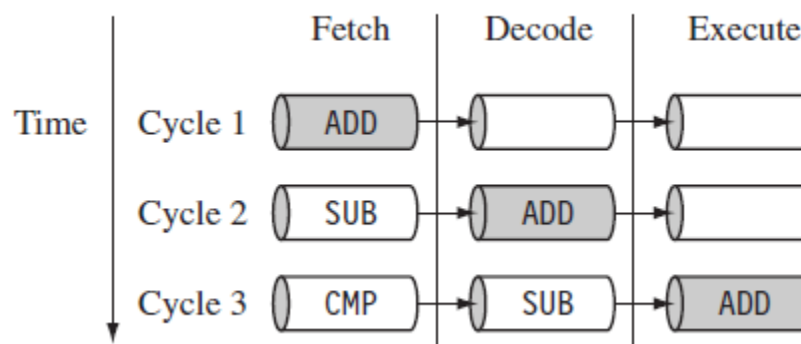 Fetch Decode Execute
Time Cycle 1 ADD
Cycle 2 SUB ADD
Cycle 3 CMP SUB ADD